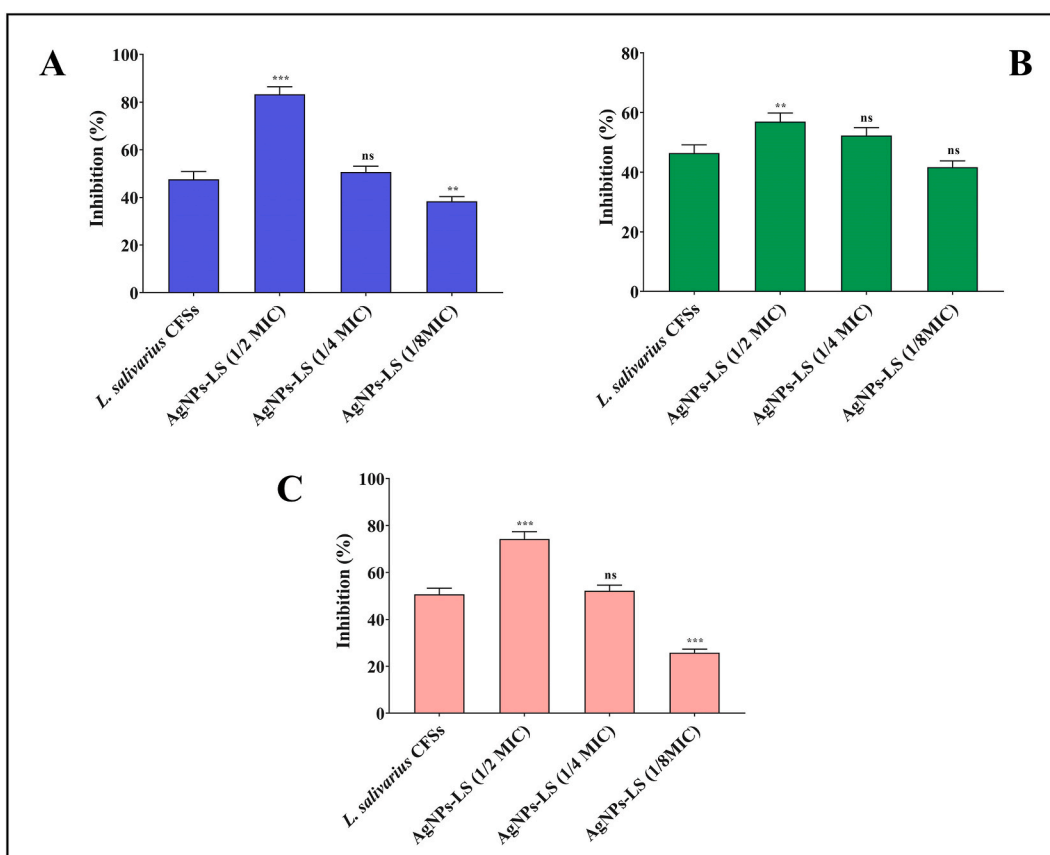 A
Inhibition (%)
100
80
60
40
20
0
***
ns
**
L. salivarius CFSs
AgNPs-LS (1/2 MIC)
AgNPs-LS (1/4 MIC)
AgNPs-LS (1/8MIC)
B
Inhibition (%)
80
60
40
20
0
**
ns
ns
L. salivarius CFSs
AgNPs-LS (1/2 MIC)
AgNPs-LS (1/4 MIC)
AgNPs-LS (1/8MIC)
C
Inhibition (%)
100
80
60
40
20
0
***
ns
***
L. salivarius CFSs
AgNPs-LS (1/2 MIC)
AgNPs-LS (1/4 MIC)
AgNPs-LS (1/8MIC)